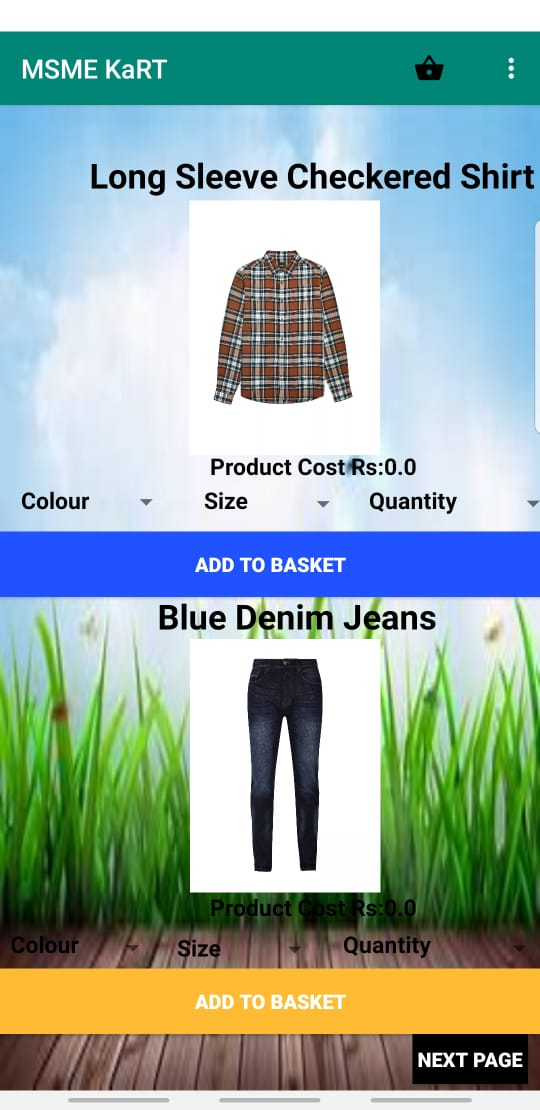 MSME KaRT
Long Sleeve Checkered Shirt
Product Cost Rs:0.0
Colour Size Quantity
ADD TO BASKET
Blue Denim Jeans
Product Cost Rs:0.0
Colour Size Quantity
ADD TO BASKET
NEXT PAGE